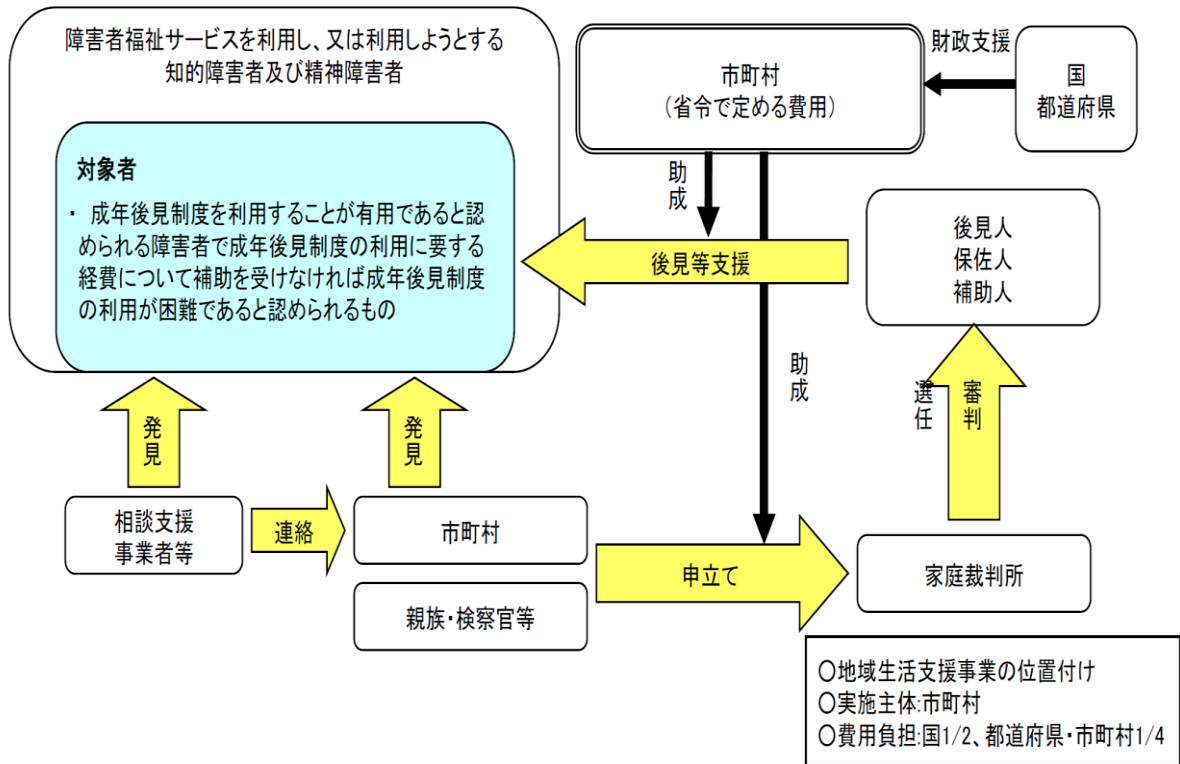 障害者福祉サービスを利用し、又は利用しようとする
知的障害者及び精神障害者
対象者
・ 成年後見制度を利用することが有用であると認
められる障害者で成年後見制度の利用に要する
経費について補助を受けなければ成年後見制度
の利用が困難であると認められるもの
市町村
（省令で定める費用）
財政支援
国
都道府県
助成
後見等支援
後見人
保佐人
補助人
助成
選任
審判
発見
発見
相談支援
事業者等
連絡
市町村
親族・検察官等
申立て
家庭裁判所
○地域生活支援事業の位置付け
○実施主体:市町村
○費用負担:国1/2、都道府県・市町村1/4